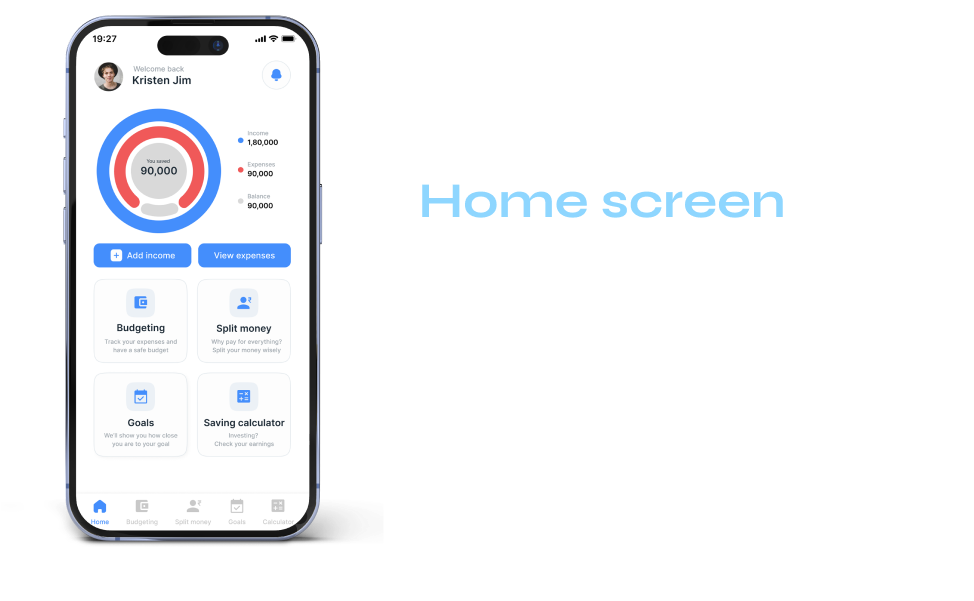 19:27
Welcome back
Kristen Jim
You saved
90,000
Income
1,80,000
Expenses
90,000
Balance
90,000
Add income
View expenses
Budgeting
Track your expenses and
have a safe budget
Split money
Why pay for everything?
Split your money wisely
Goals
We'll show you how close
you are to your goal
Saving calculator
Investing?
Check your earnings
Home
Budgeting
Split money
Goals
Calculator
Home screen